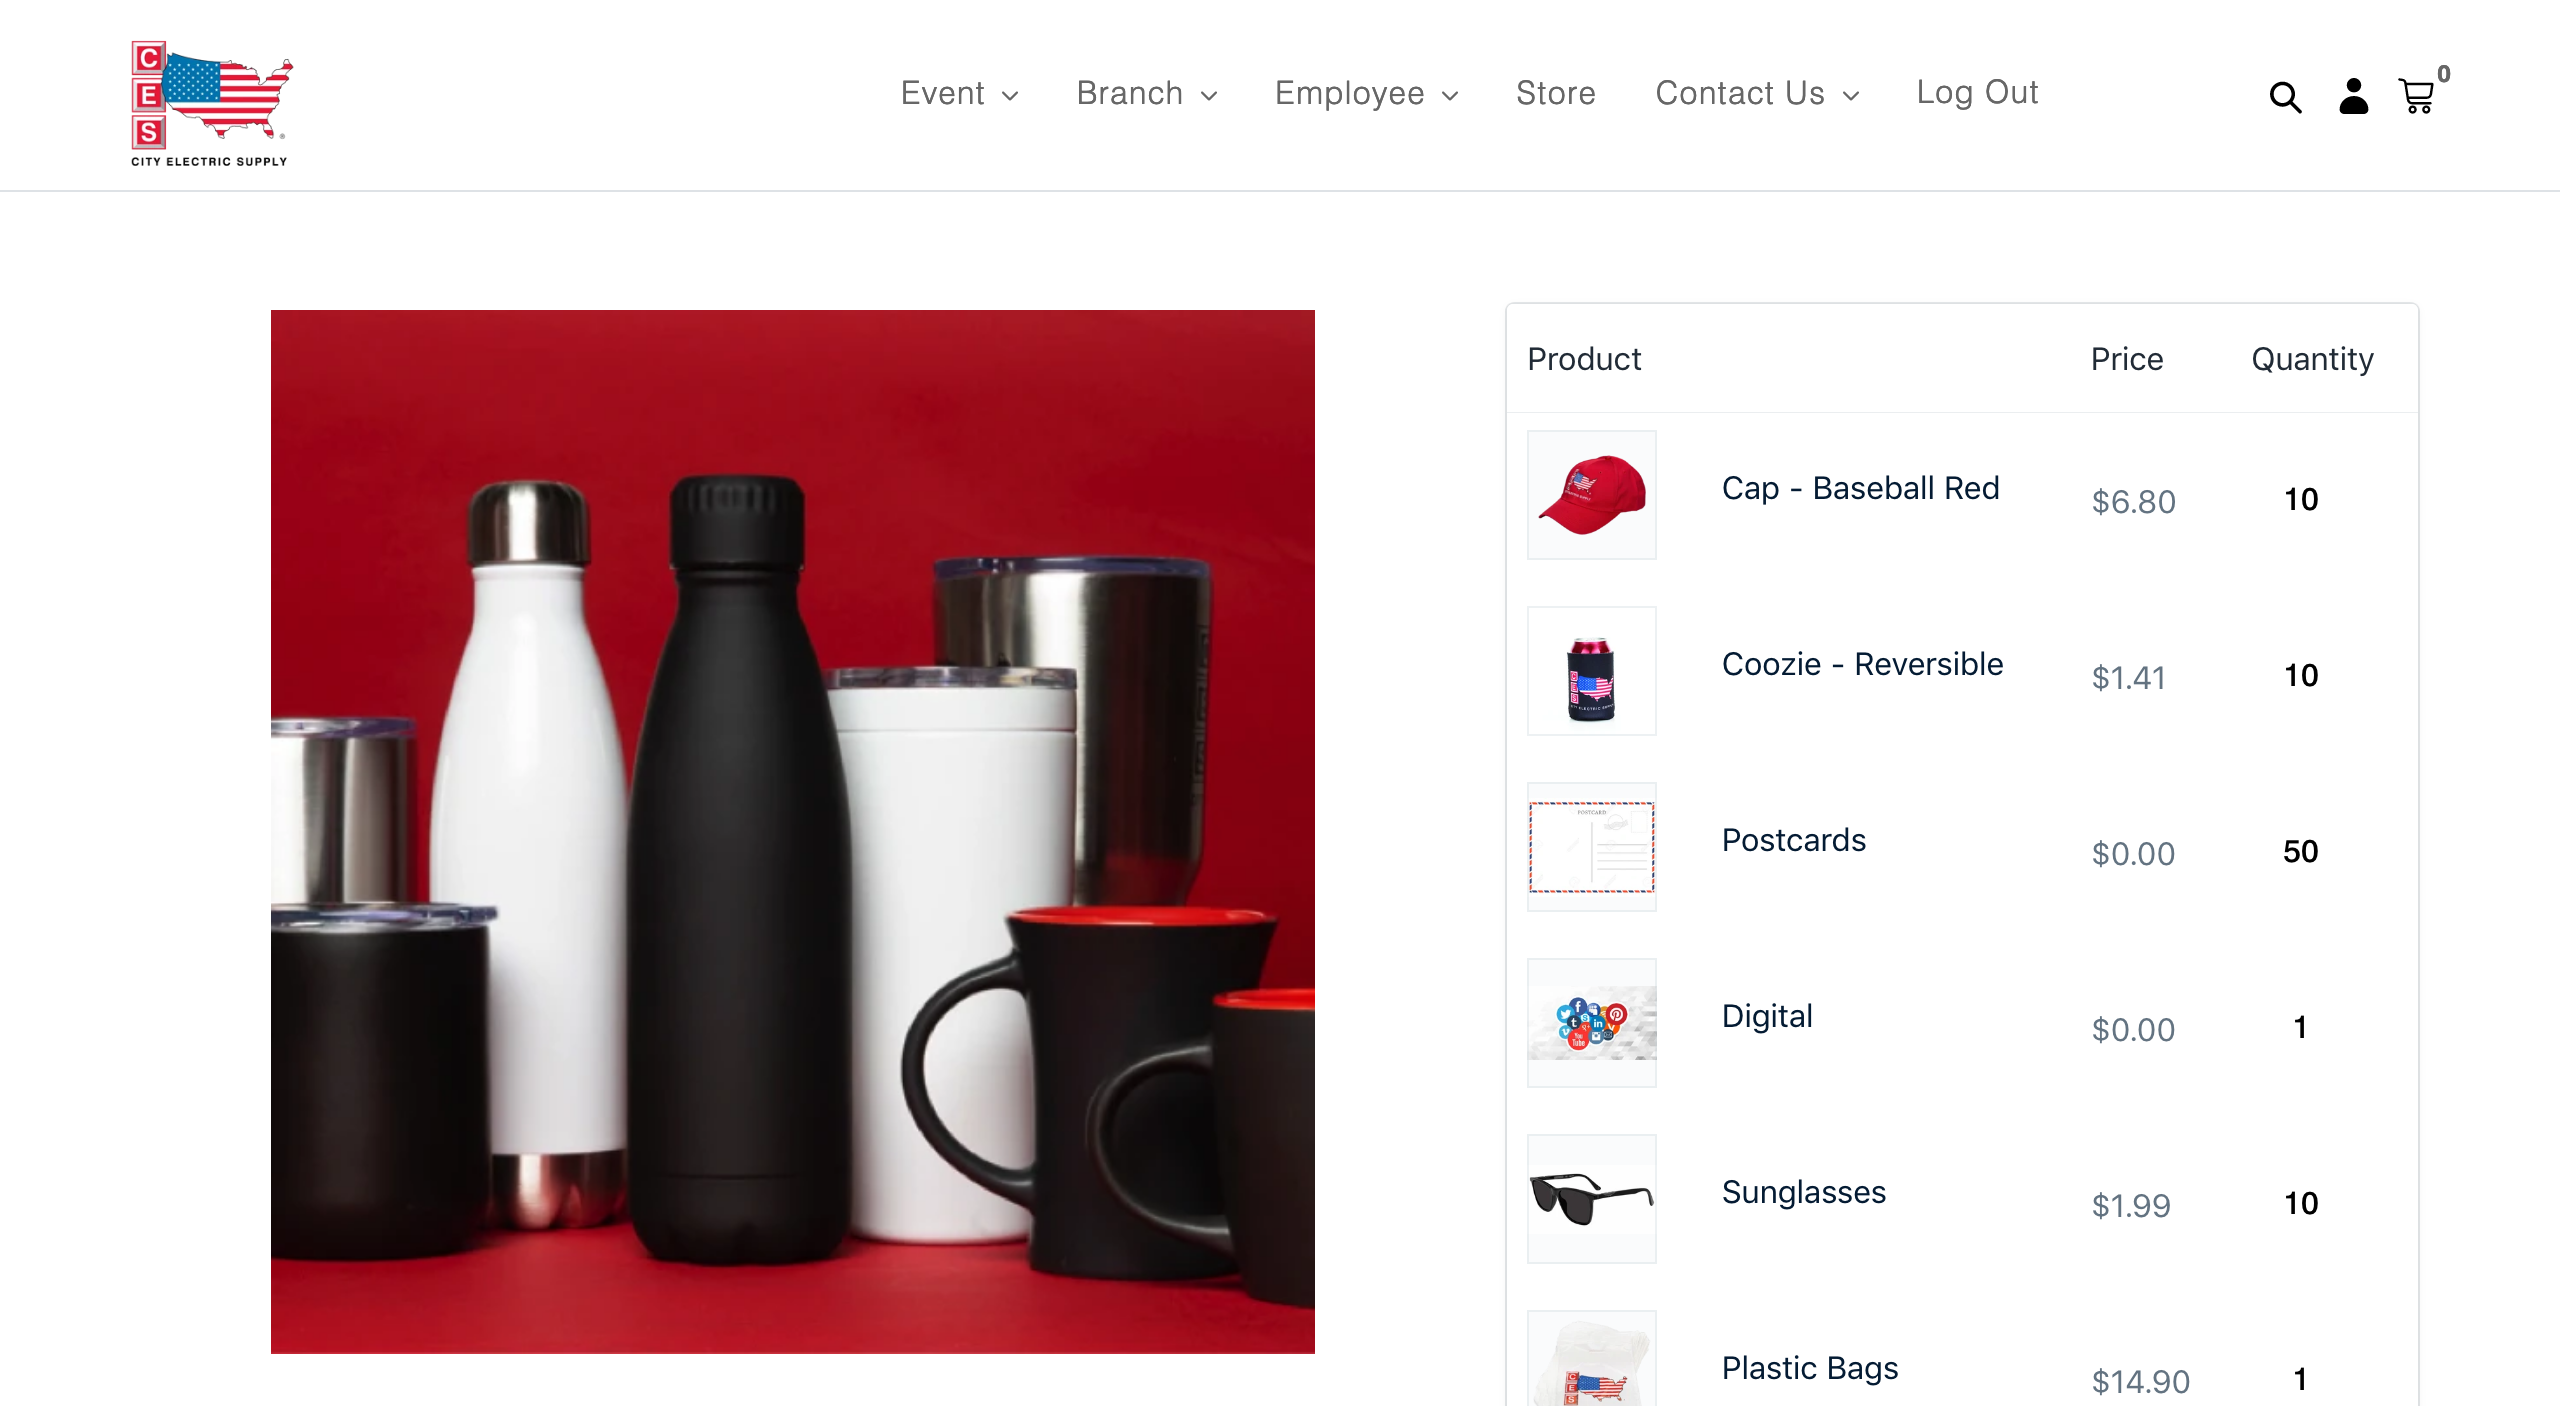 C
E
S
CITY ELECTRIC SUPPLY
Event
Branch
Employee
Store
Contact Us
Log Out
0
Product Price Quantity
Cap - Baseball Red $6.80 10
Coozie - Reversible $1.41 10
POSTCARD
Postcards $0.00 50
Digital $0.00 1
Sunglasses $1.99 10
CES
Plastic Bags $14.90 1